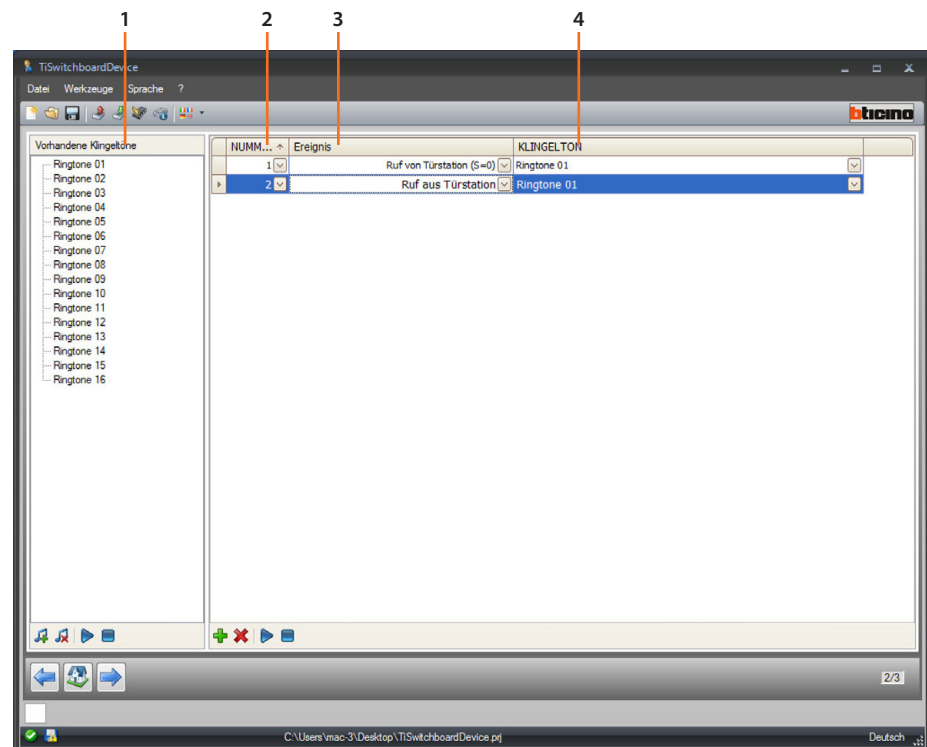 1 2 3 4
TiSwitchboardDevice
Datei Werkzeuge Sprache ?
bticino
Vorhandene Klingeltöne
Ringtone 01
Ringtone 02
Ringtone 03
Ringtone 04
Ringtone 05
Ringtone 06
Ringtone 07
Ringtone 08
Ringtone 09
Ringtone 10
Ringtone 11
Ringtone 12
Ringtone 13
Ringtone 14
Ringtone 15
Ringtone 16
NUMM... Ereignis KLINGELTON
1 Ruf von Türstation (S=0) Ringtone 01
2 Ruf aus Türstation Ringtone 01
2/3
C:\Users\mac-3\Desktop\TiSwitchboardDevice.prj Deutsch